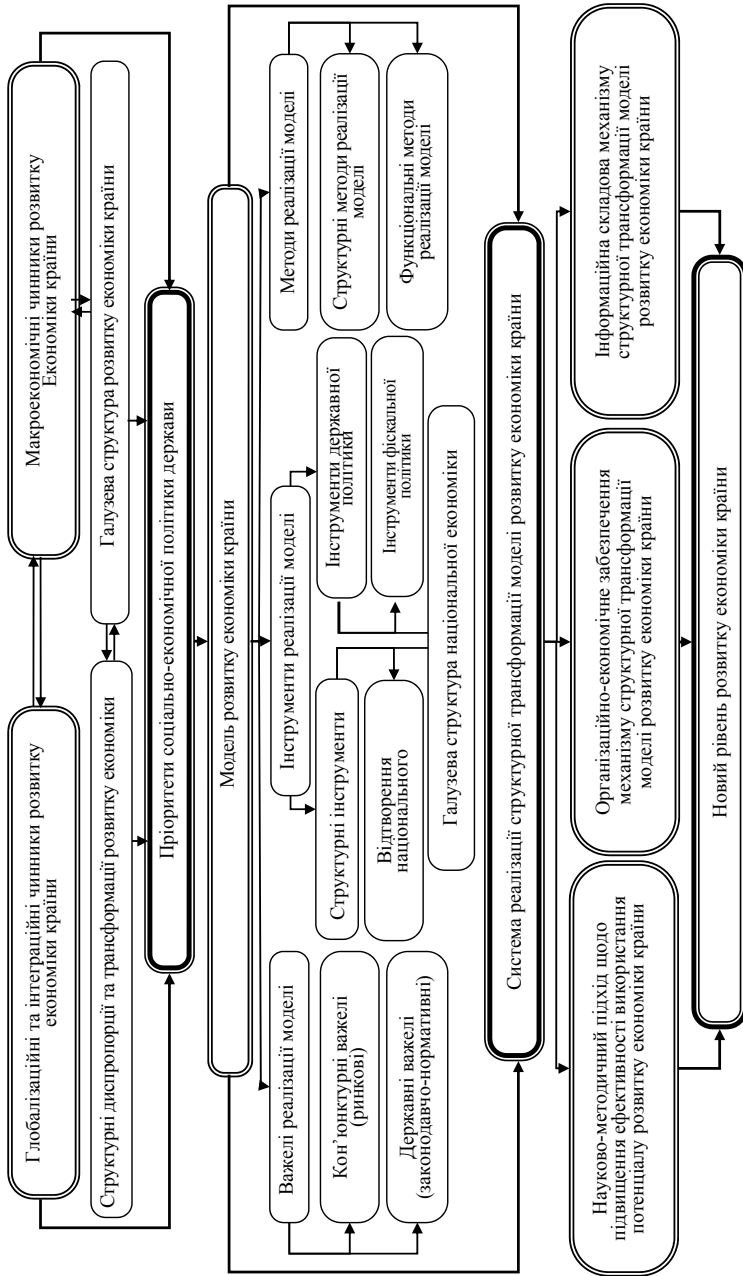 Глобалізаційні та інтеграційні чинники розвитку
економіки країни
Макроекономічні чинники розвитку
Економіки країни
Структурні диспропорції та трансформації розвитку економіки
Галузева структура розвитку економіки країни
Пріоритети соціально-економічної політики держави
Модель розвитку економіки країни
Важелі реалізації моделі
Кон’юнктурні важелі
(ринкові)
Державні важелі
(законодавчо-нормативні)
Інструменти реалізації моделі
Структурні інструменти
Відтворення
національного
Інструменти державної
політики
Інструменти фіскальної
політики
Галузева структура національної економіки
Методи реалізації моделі
Структурні методи реалізації
моделі
Функціональні методи
реалізації моделі
Система реалізації структурної трансформації моделі розвитку економіки країни
Науково-методичний підхід щодо
підвищення ефективності використання
потенціалу розвитку економіки країни
Організаційно-економічне забезпечення
механізму структурної трансформації
моделі розвитку економіки країни
Інформаційна складова механізму
структурної трансформації моделі
розвитку економіки країни
Новий рівень розвитку економіки країни